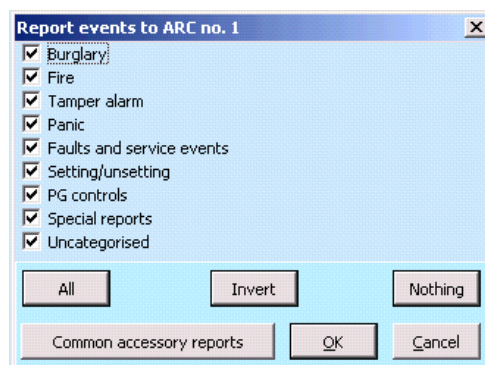 Report events to ARC no. 1
Burglary
Fire
Tamper alarm
Panic
Faults and service events
Setting/unsetting
PG controls
Special reports
Uncategorised
All Invert Nothing
Common accessory reports OK Cancel